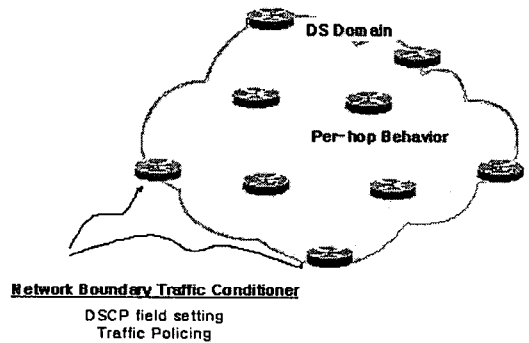 DS Domain
Per-hop Behavior
Network Boundary Traffic Conditioner
DSCP field setting
Traffic Policing